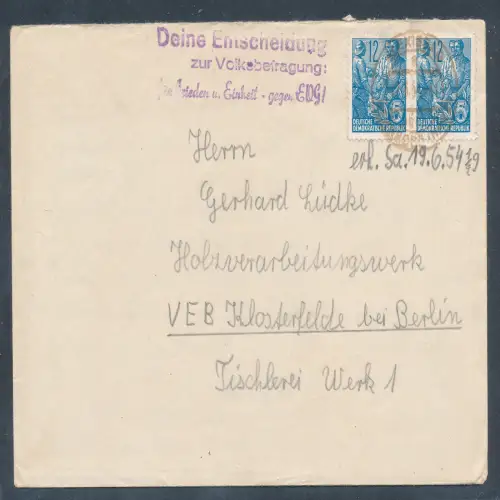 Deine Entscheidung
zur Volksbefragung:
Frieden u. Einheit - gegen EVG!
12 12
DEUTSCHE DEMOKRATISCHE REPUBLIK
DEUTSCHE DEMOKRATISCHE REPUBLIK
erh. Sa. 19.6.54
Herrn
Gerhard Lüdke
Holzverarbeitungswerk
VEB Klosterfelde bei Berlin
Tischlerei Werk 1